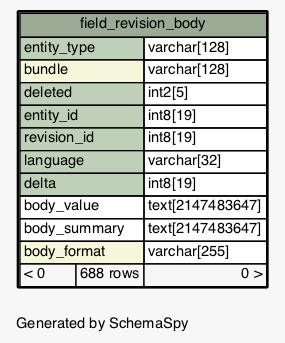 field_revision_body
entity_type varchar[128]
bundle varchar[128]
deleted int2[5]
entity_id int8[19]
revision_id int8[19]
language varchar[32]
delta int8[19]
body_value text[2147483647]
body_summary text[2147483647]
body_format varchar[255]
< 0 688 rows 0 >
Generated by SchemaSpy